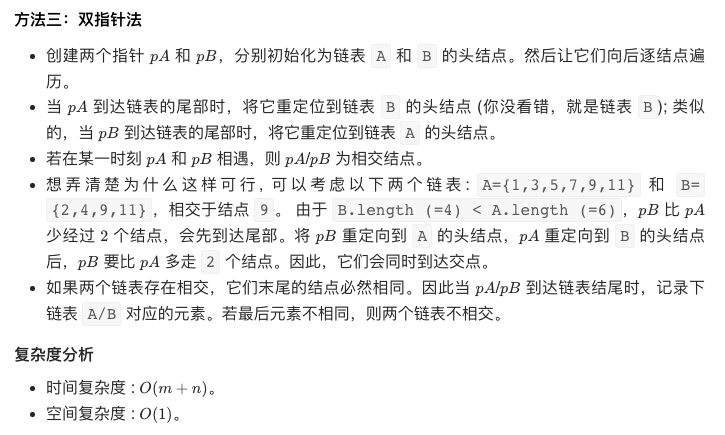 方法三：双指针法
• 创建两个指针 pA 和 pB，分别初始化为链表 A 和 B 的头结点。然后让它们向后逐结点遍
历。
• 当 pA 到达链表的尾部时，将它重定位到链表 B 的头结点 (你没看错，就是链表 B); 类似
的，当 pB 到达链表的尾部时，将它重定位到链表 A 的头结点。
• 若在某一时刻 pA 和 pB 相遇，则 pA/pB 为相交结点。
• 想弄清楚为什么这样可行, 可以考虑以下两个链表: A={1,3,5,7,9,11} 和 B=
{2,4,9,11}，相交于结点 9 。 由于 B.length (=4) < A.length (=6)，pB 比 pA
少经过 2 个结点，会先到达尾部。将 pB 重定向到 A 的头结点，pA 重定向到 B 的头结点
后，pB 要比 pA 多走 2 个结点。因此，它们会同时到达交点。
• 如果两个链表存在相交，它们末尾的结点必然相同。因此当 pA/pB 到达链表结尾时，记录下
链表 A/B 对应的元素。若最后元素不相同，则两个链表不相交。
复杂度分析
• 时间复杂度 : O(m + n)。
• 空间复杂度 : O(1)。